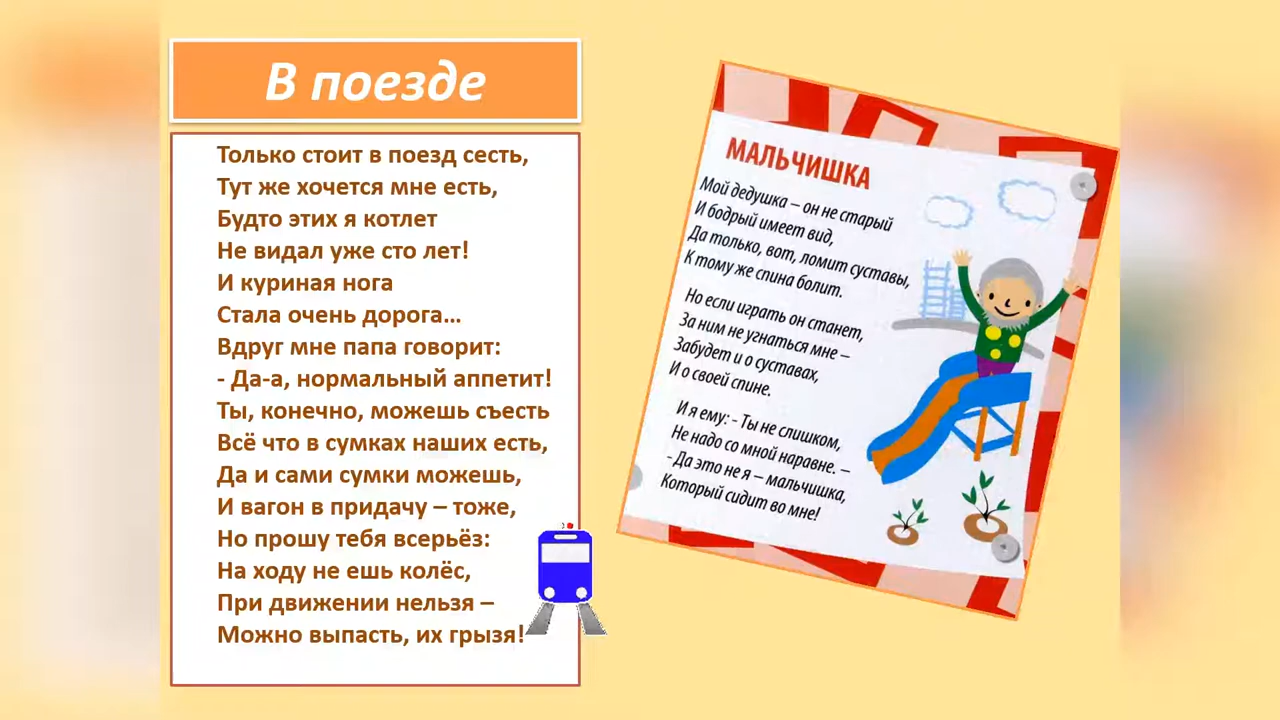 В поезде
Только стоит в поезд сесть,
Тут же хочется мне есть,
Будто этих я котлет
Не видал уже сто лет!
И куриная нога
Стала очень дорога...
Вдруг мне папа говорит:
- Да-а, нормальный аппетит!
Ты, конечно, можешь съесть
Всё что в сумках наших есть,
Да и сами сумки можешь,
И вагон в придачу – тоже,
Но прошу тебя всерьёз:
На ходу не ешь колёс,
При движении нельзя –
Можно выпасть, их грызя!
МАЛЬЧИШКА
Мой дедушка – он не старый
И бодрый имеет вид,
Да только, вот, ломит суставы,
К тому же спина болит.
Но если играть он станет,
За ним не угнаться мне –
Забудет и о суставах,
И о своей спине.
И я ему: - Ты не слишком,
Не надо со мной наравне. –
- Да это не я – мальчишка,
Который сидит во мне!